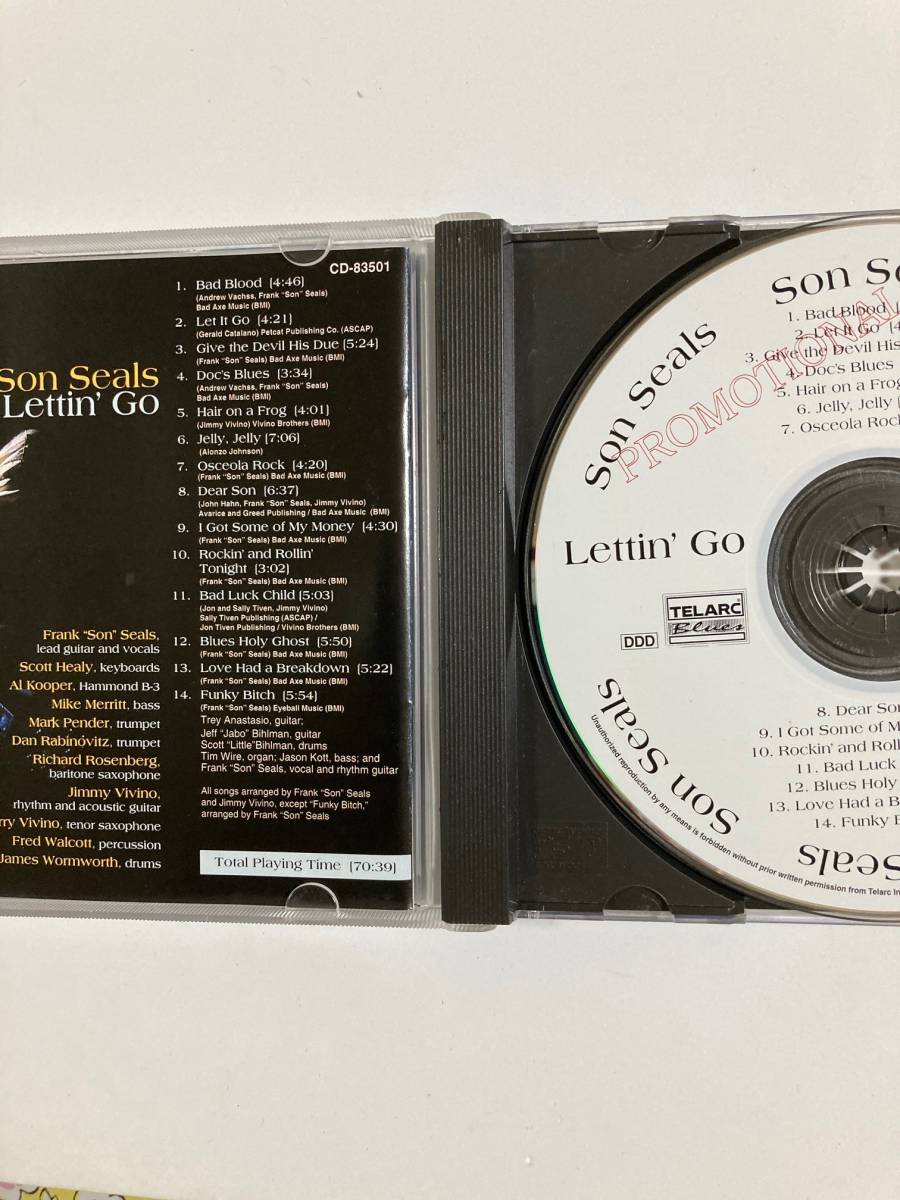 CD-83501
Son Seals
Lettin' Go
1. Bad Blood [4:46]
(Andrew Vachss, Frank "Son" Seals)
Bad Axe Music (BMI)
2. Let It Go [4:21]
(Gerald Catalano) Petcat Publishing Co. (ASCAP)
3. Give the Devil His Due [5:24]
(Frank "Son" Seals) Bad Axe Music (BMI)
4. Doc's Blues [3:34]
(Andrew Vachss, Frank "Son" Seals)
Bad Axe Music (BMI)
5. Hair on a Frog [4:01]
(Jimmy Vivino) Vivino Brothers (BMI)
6. Jelly, Jelly [7:06]
(Alonzo Johnson)
7. Osceola Rock [4:20]
(Frank "Son" Seals) Bad Axe Music (BMI)
8. Dear Son [6:37]
(John Hahn, Frank "Son" Seals, Jimmy Vivino)
Avarice and Greed Publishing / Bad Axe Music (BMI)
9. I Got Some of My Money [4:30]
(Frank "Son" Seals) Bad Axe Music (BMI)
10. Rockin' and Rollin'
Tonight [3:02]
(Frank "Son" Seals) Bad Axe Music (BMI)
11. Bad Luck Child [5:03]
(Jon and Sally Tiven, Jimmy Vivino)
Sally Tiven Publishing (ASCAP) /
Jon Tiven Publishing / Vivino Brothers (BMI)
12. Blues Holy Ghost [5:50]
(Frank "Son" Seals) Bad Axe Music (BMI)
13. Love Had a Breakdown [5:22]
(Frank "Son" Seals) Bad Axe Music (BMI)
14. Funky Bitch [5:54]
(Frank "Son" Seals) Eyeball Music (BMI)
Trey Anastasio, guitar;
Jeff "Jabo" Bihlman, guitar
Scott "Little"Bihlman, drums
Tim Wire, organ; Jason Kott, bass; and
Frank "Son" Seals, vocal and rhythm guitar
All songs arranged by Frank "Son" Seals
and Jimmy Vivino, except "Funky Bitch,"
arranged by Frank "Son" Seals
Total Playing Time [70:39]
Frank "Son" Seals,
lead guitar and vocals
Scott Healy, keyboards
Al Kooper, Hammond B-3
Mike Merritt, bass
Mark Pender, trumpet
Dan Rabinovitz, trumpet
Richard Rosenberg,
baritone saxophone
Jimmy Vivino,
rhythm and acoustic guitar
rry Vivino, tenor saxophone
Fred Walcott, percussion
James Wormworth, drums
Son Se
Son Seals
PROMOTIONAL
1. Bad Blood
2. Let It Go [4
3. Give the Devil His
4. Doc's Blues
5. Hair on a Frog
6. Jelly, Jelly [
7. Osceola Rock
Lettin' Go
DDD
TELARC
Blues
8. Dear Son
9. I Got Some of M
10. Rockin' and Roll
11. Bad Luck
12. Blues Holy
13. Love Had a B
14. Funky B
Son Seals
Seals
Unauthorized reproduction by any means is forbidden without prior written permission from Telarc In